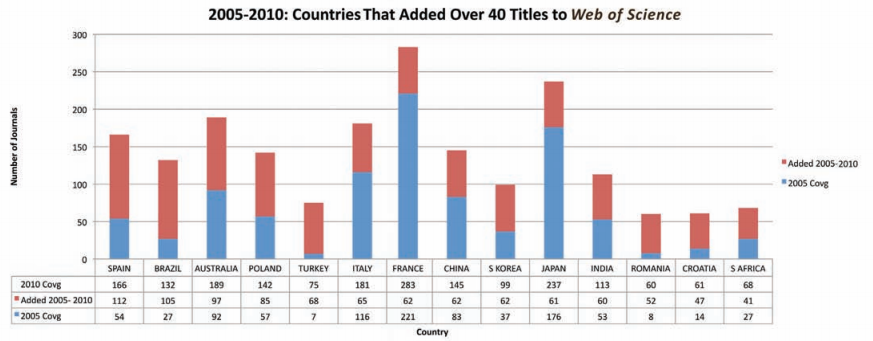 2005-2010: Countries That Added Over 40 Titles to Web of Science
300
250
200
150
100
50
0
Number of Journals
Added 2005-2010
2005 Covg
SPAIN BRAZIL AUSTRALIA POLAND TURKEY ITALY FRANCE CHINA S KOREA JAPAN INDIA ROMANIA CROATIA S AFRICA
2010 Covg 166 132 189 142 75 181 283 145 99 237 113 60 61 68
Added 2005- 2010 112 105 97 85 68 65 62 62 62 61 60 52 47 41
2005 Covg 54 27 92 57 7 116 221 83 37 176 53 8 14 27
Country